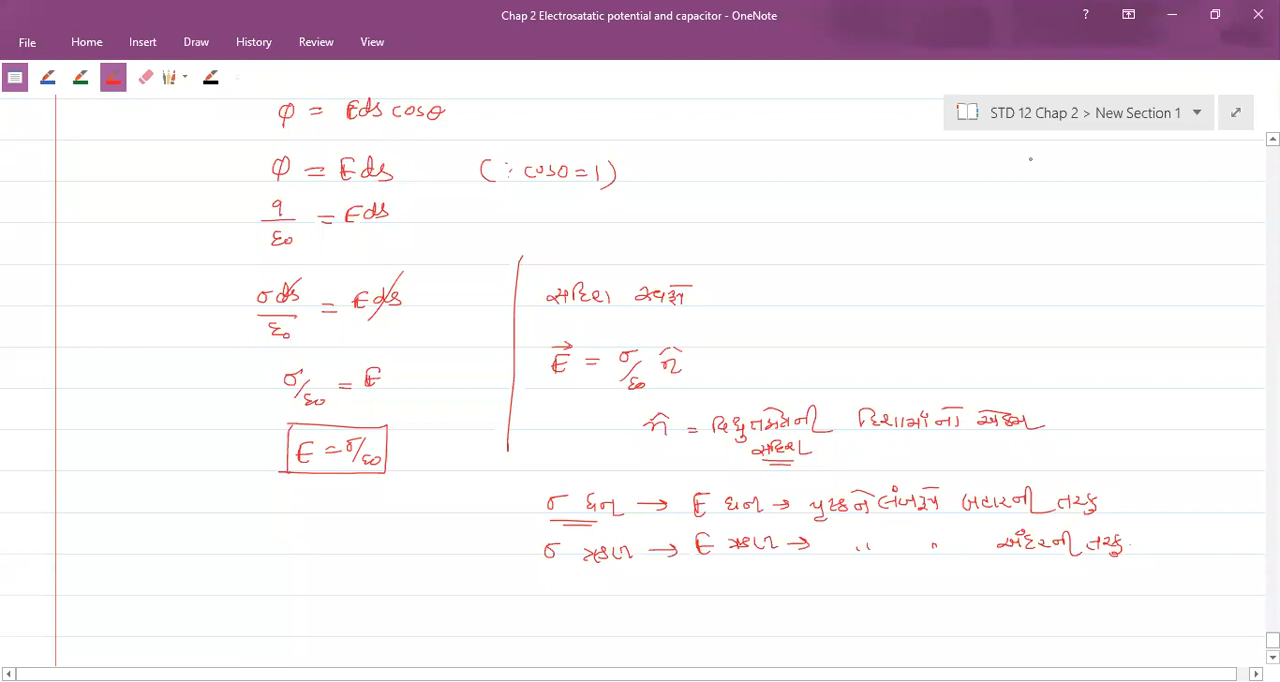 Chap 2 Electrosatatic potential and capacitor - OneNote
File Home Insert Draw History Review View
STD 12 Chap 2 > New Section 1
φ = Eds cosθ
φ = Eds (∵ cos0 = 1)
q/ε₀ = Eds
σds/ε₀ = Eds
σ/ε₀ = E
E = σ/ε₀
સદિશ સ્વરૂપ
E⃗ = σ/ε₀ n̂
n̂ = વિદ્યુતક્ષેત્રની દિશામાંનો એકમ
સદિશ
σ ધન → E ધન → પૃષ્ઠને લંબરૂપે બહારની તરફ
σ ઋણ → E ઋણ → " " અંદરની તરફ